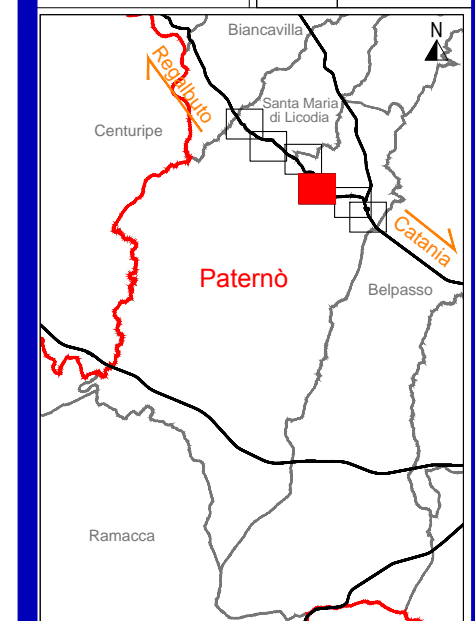 Biancavilla
N
Regalbuto
Santa Maria
di Licodia
Centuripe
Catania
Paternò
Belpasso
Ramacca